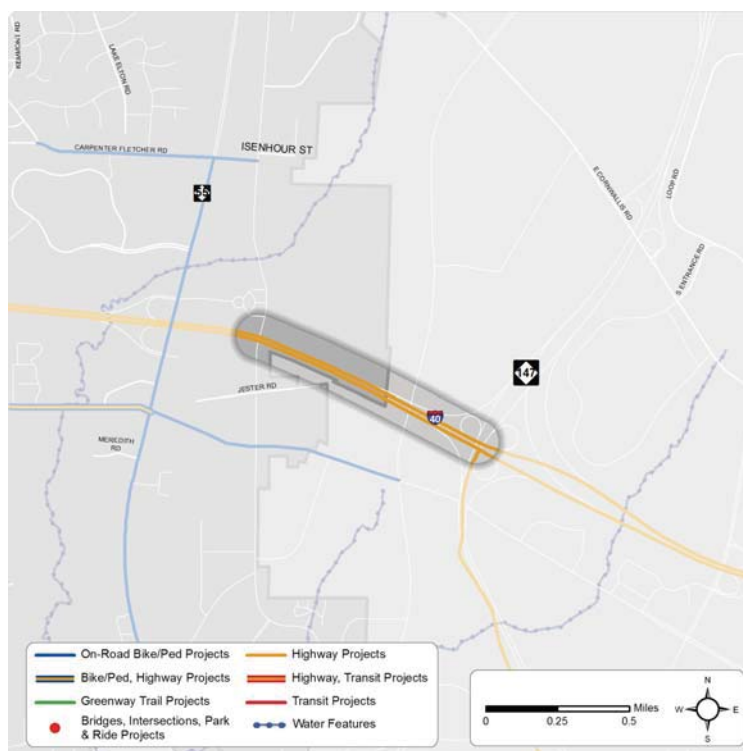 KEMMONT RD
LAKE ELTON RD
CARPENTER FLETCHER RD
ISENHOUR ST
55
E CORNWALLIS RD
LOOP RD
S ENTRANCE RD
JESTER RD
147
40
MEREDITH
RD
On-Road Bike/Ped Projects
Bike/Ped, Highway Projects
Greenway Trail Projects
Bridges, Intersections, Park
& Ride Projects
Highway Projects
Highway, Transit Projects
Transit Projects
Water Features
Miles
0 0.25 0.5
N
W E
S